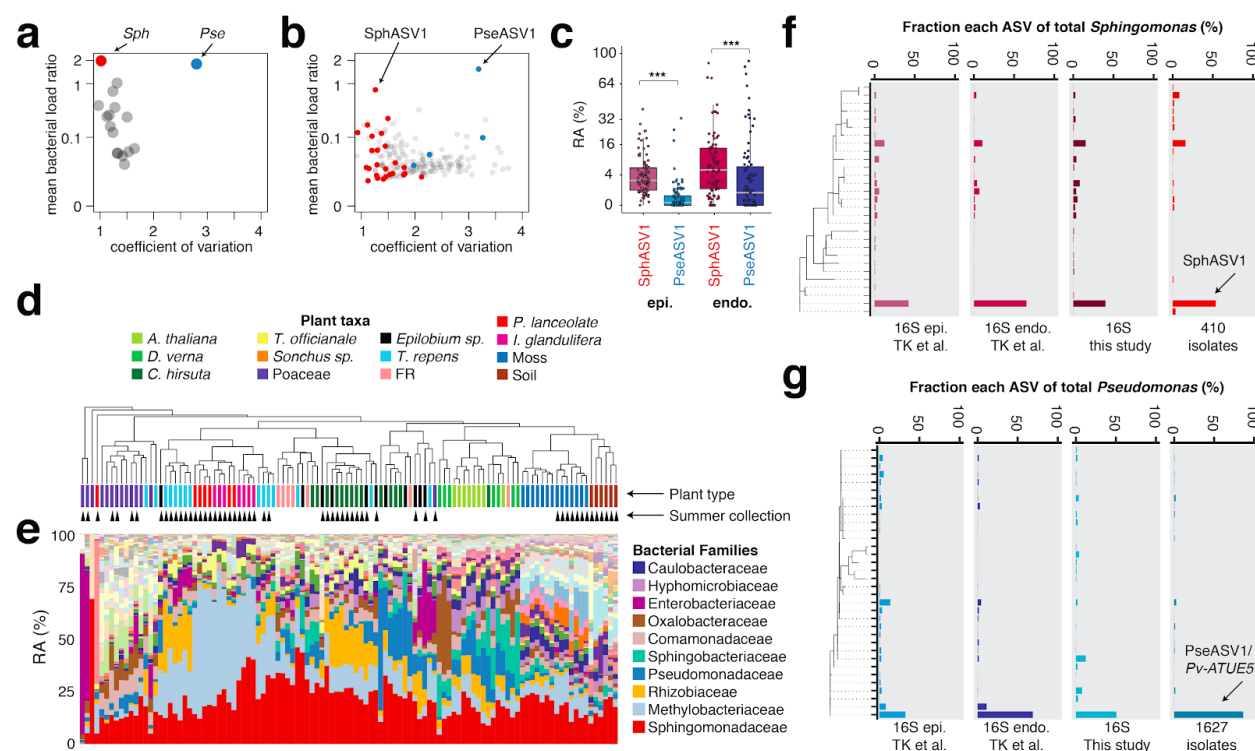 a
Sph
Pse
mean bacterial load ratio
2
1
0.1
0
1
2
3
4
coefficient of variation
b
SphASV1
PseASV1
mean bacterial load ratio
2
1
0.1
0
1
2
3
4
coefficient of variation
c
RA (%)
100
64
32
16
4
0
***
***
SphASV1
PseASV1
SphASV1
PseASV1
epi.
endo.
d
Plant taxa
A. thaliana
D. verna
C. hirsuta
T. officianale
Sonchus sp.
Poaceae
Epilobium sp.
T. repens
FR
P. lanceolate
I. glandulifera
Moss
Soil
Plant type
Summer collection
e
RA (%)
100
75
50
25
0
Bacterial Families
Caulobacteraceae
Hyphomicrobiaceae
Enterobacteriaceae
Oxalobacteraceae
Comamonadaceae
Sphingobacteriaceae
Pseudomonadaceae
Rhizobiaceae
Methylobacteriaceae
Sphingomonadaceae
f
Fraction each ASV of total Sphingomonas (%)
0 50 100
0 50 100
0 50 100
0 50 100
SphASV1
16S epi.
TK et al.
16S endo.
TK et al.
16S
this study
410
isolates
g
Fraction each ASV of total Pseudomonas (%)
0 50 100
0 50 100
0 50 100
0 50 100
PseASV1/
Pv-ATUE5
16S epi.
TK et al.
16S endo.
TK et al.
16S
This study
1627
isolates